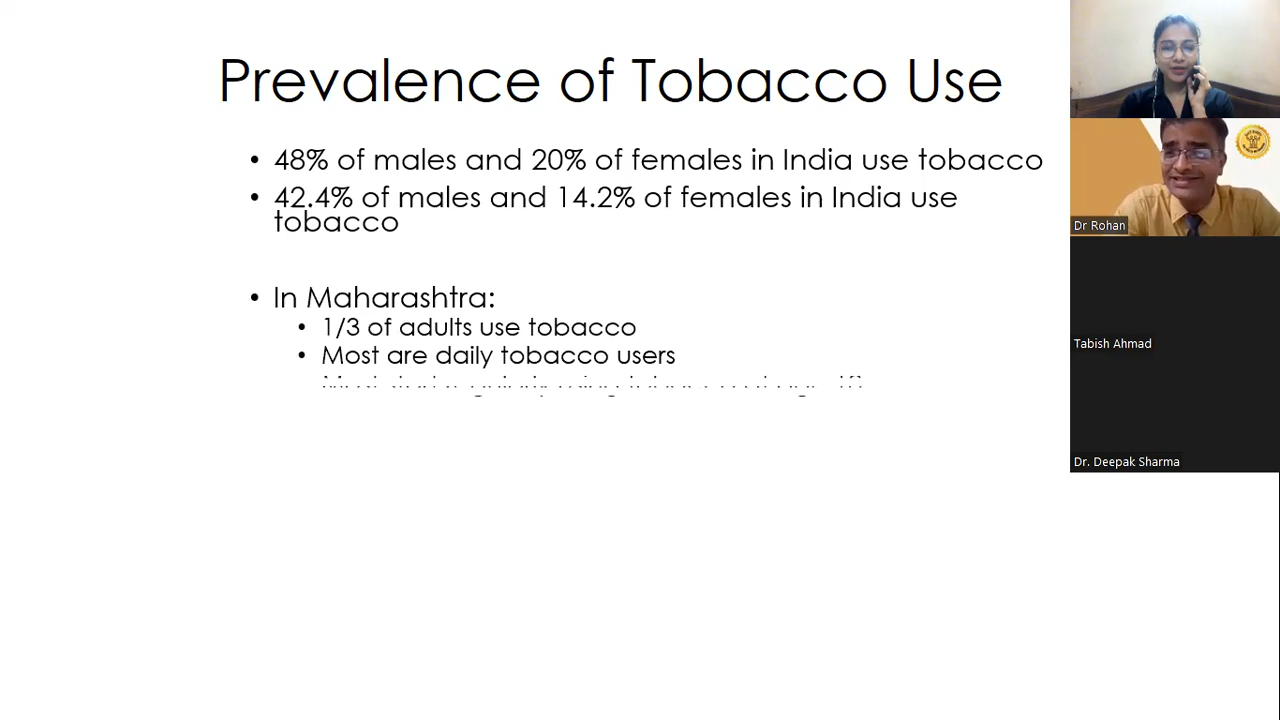 Prevalence of Tobacco Use
• 48% of males and 20% of females in India use tobacco
• 42.4% of males and 14.2% of females in India use
tobacco
• In Maharashtra:
• 1/3 of adults use tobacco
• Most are daily tobacco users
Dr Rohan
Tabish Ahmad
Dr. Deepak Sharma